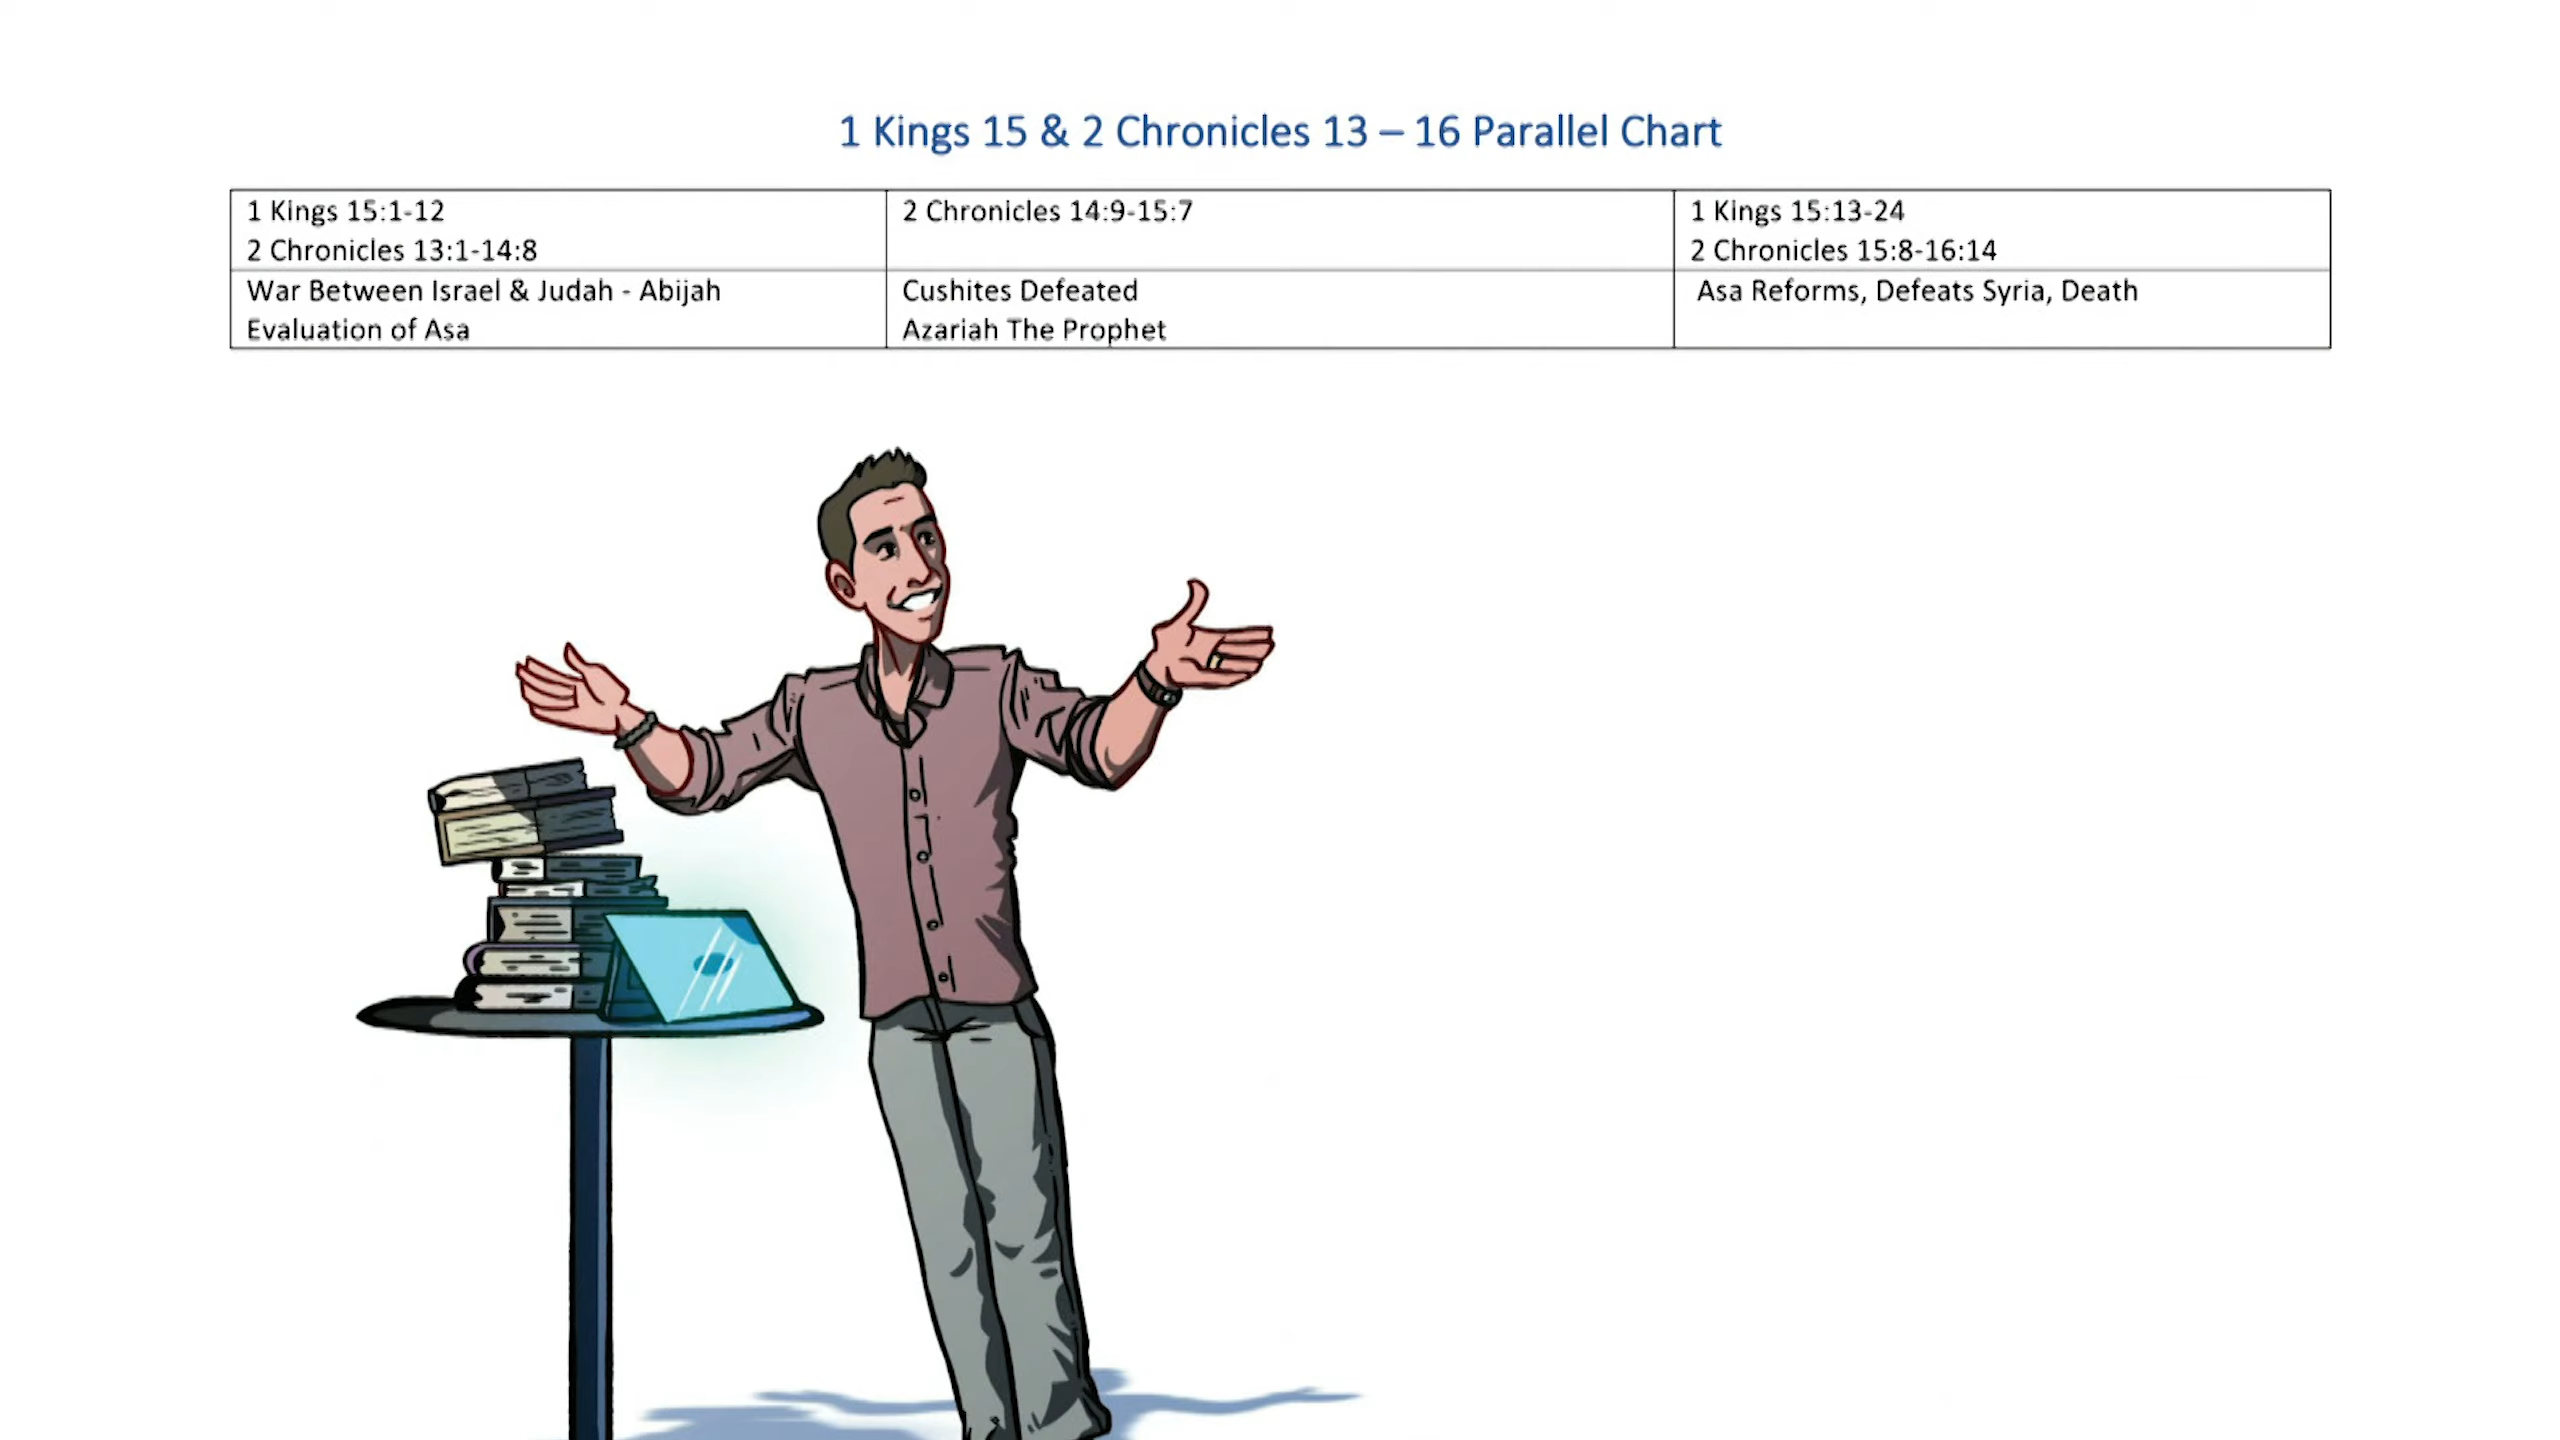 1 Kings 15 & 2 Chronicles 13 – 16 Parallel Chart
1 Kings 15:1-12
2 Chronicles 13:1-14:8
2 Chronicles 14:9-15:7
1 Kings 15:13-24
2 Chronicles 15:8-16:14
War Between Israel & Judah - Abijah
Evaluation of Asa
Cushites Defeated
Azariah The Prophet
Asa Reforms, Defeats Syria, Death